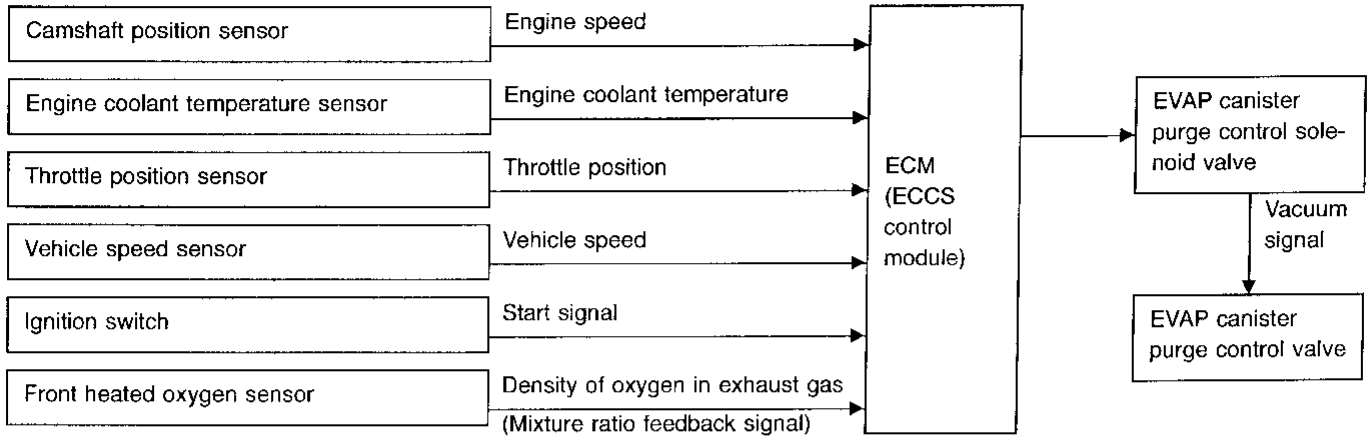 Camshaft position sensor
Engine speed
Engine coolant temperature sensor
Engine coolant temperature
Throttle position sensor
Throttle position
Vehicle speed sensor
Vehicle speed
Ignition switch
Start signal
Front heated oxygen sensor
Density of oxygen in exhaust gas
(Mixture ratio feedback signal)
ECM
(ECCS
control
module)
EVAP canister
purge control sole-
noid valve
Vacuum
signal
EVAP canister
purge control valve